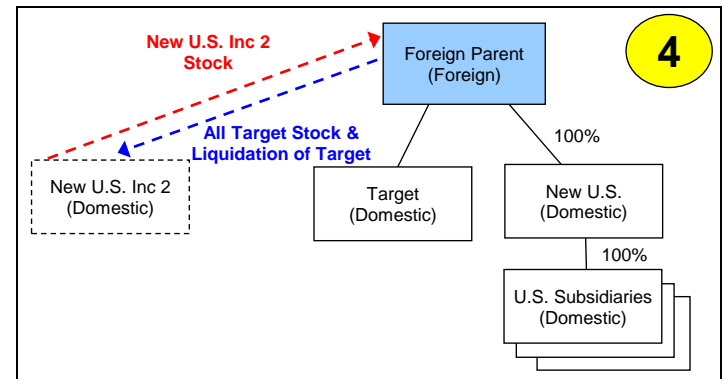 New U.S. Inc 2
Stock
Foreign Parent
(Foreign)
4
All Target Stock &
Liquidation of Target
100%
New U.S. Inc 2
(Domestic)
Target
(Domestic)
New U.S.
(Domestic)
100%
U.S. Subsidiaries
(Domestic)